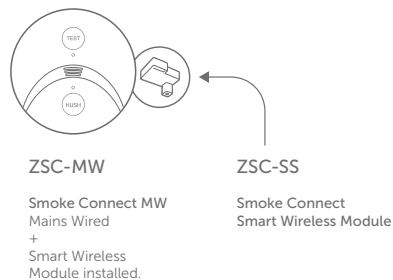 TEST
HUSH
ZSC-MW
Smoke Connect MW
Mains Wired
+
Smart Wireless
Module installed.
ZSC-SS
Smoke Connect
Smart Wireless Module